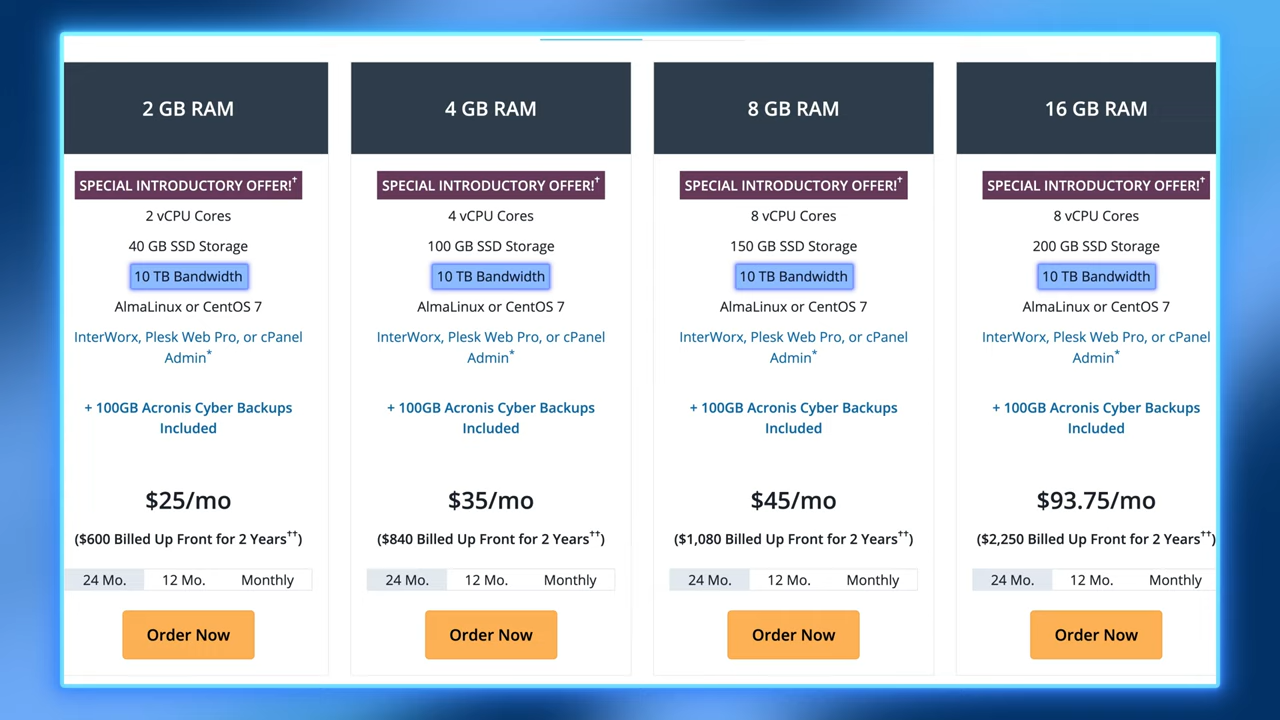 2 GB RAM
SPECIAL INTRODUCTORY OFFER!†
2 vCPU Cores
40 GB SSD Storage
10 TB Bandwidth
AlmaLinux or CentOS 7
InterWorx, Plesk Web Pro, or cPanel
Admin*
+ 100GB Acronis Cyber Backups
Included
$25/mo
($600 Billed Up Front for 2 Years††)
24 Mo. 12 Mo. Monthly
Order Now
4 GB RAM
SPECIAL INTRODUCTORY OFFER!†
4 vCPU Cores
100 GB SSD Storage
10 TB Bandwidth
AlmaLinux or CentOS 7
InterWorx, Plesk Web Pro, or cPanel
Admin*
+ 100GB Acronis Cyber Backups
Included
$35/mo
($840 Billed Up Front for 2 Years††)
24 Mo. 12 Mo. Monthly
Order Now
8 GB RAM
SPECIAL INTRODUCTORY OFFER!†
8 vCPU Cores
150 GB SSD Storage
10 TB Bandwidth
AlmaLinux or CentOS 7
InterWorx, Plesk Web Pro, or cPanel
Admin*
+ 100GB Acronis Cyber Backups
Included
$45/mo
($1,080 Billed Up Front for 2 Years††)
24 Mo. 12 Mo. Monthly
Order Now
16 GB RAM
SPECIAL INTRODUCTORY OFFER!†
8 vCPU Cores
200 GB SSD Storage
10 TB Bandwidth
AlmaLinux or CentOS 7
InterWorx, Plesk Web Pro, or cPanel
Admin*
+ 100GB Acronis Cyber Backups
Included
$93.75/mo
($2,250 Billed Up Front for 2 Years††)
24 Mo. 12 Mo. Monthly
Order Now